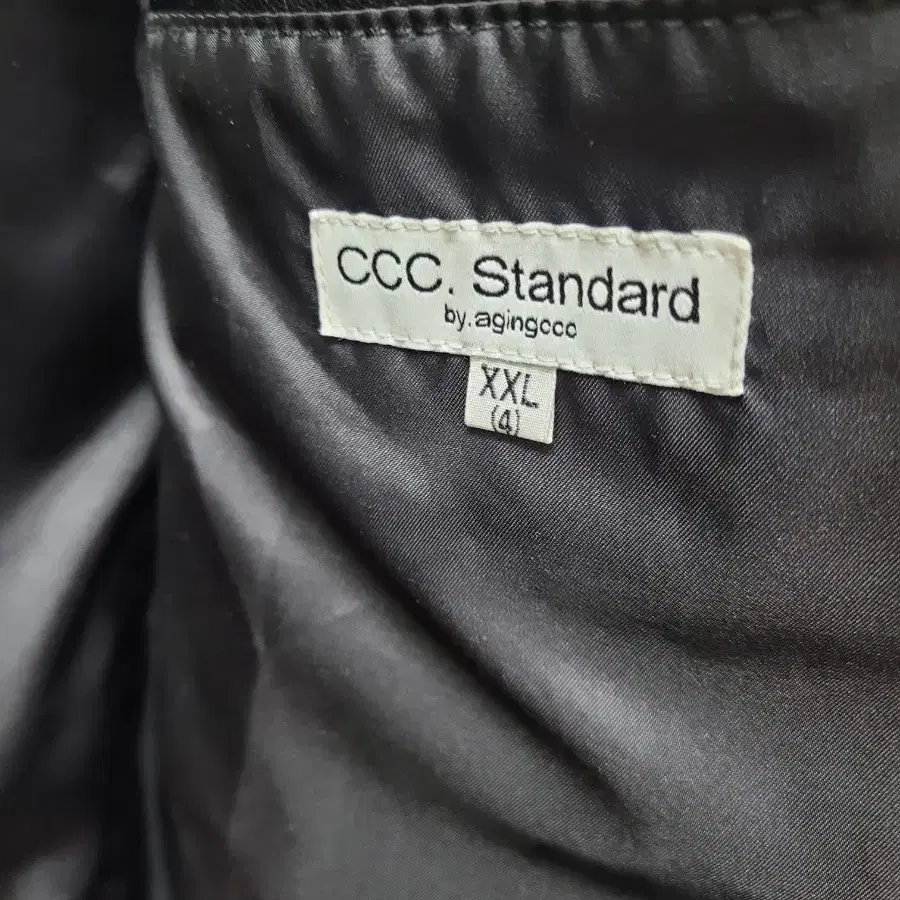 CCC. Standard
by.agingccc
XXL
(4)